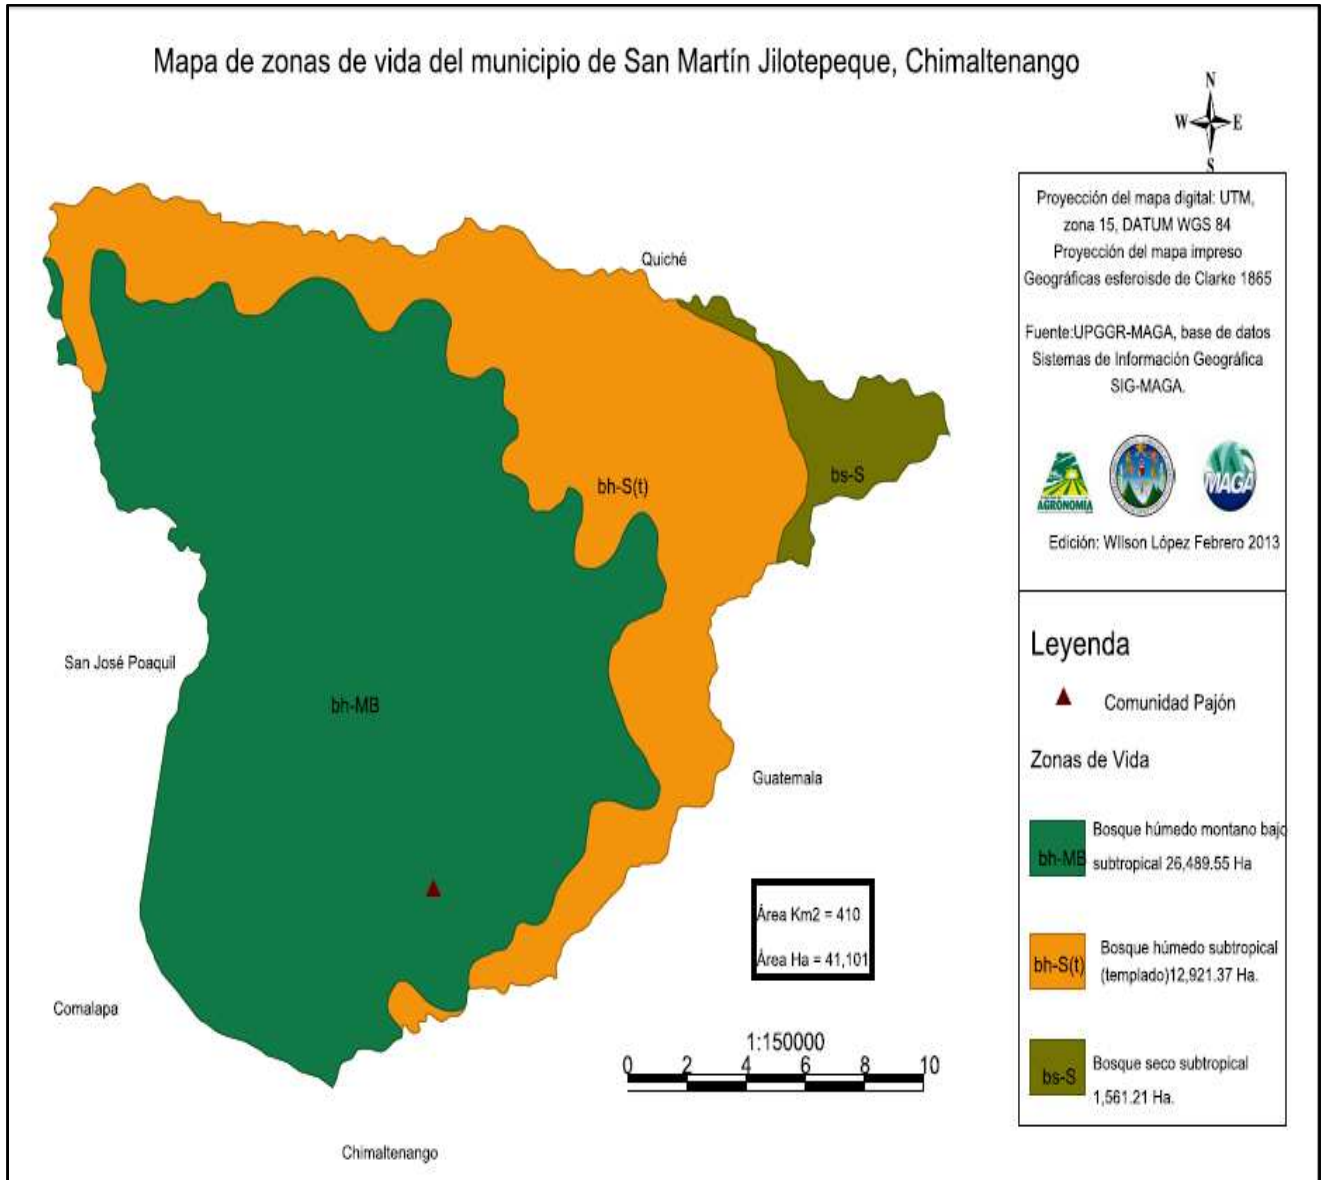 Mapa de zonas de vida del municipio de San Martín Jilotepeque, Chimaltenango
N
W E
S
Proyección del mapa digital: UTM,
zona 15, DATUM WGS 84
Proyección del mapa impreso
Geográficas esferoisde de Clarke 1865
Fuente:UPGGR-MAGA, base de datos
Sistemas de Información Geográfica
SIG-MAGA.
AGRONOMÍA
MAGA
Edición: WIlson López Febrero 2013
Quiché
bs-S
bh-S(t)
San José Poaquil
bh-MB
Guatemala
Comalapa
Chimaltenango
Área Km2 = 410
Área Ha = 41,101
1:150000
0 2 4 6 8 10
Leyenda
Comunidad Pajón
Zonas de Vida
bh-MB
Bosque húmedo montano bajo
subtropical 26,489.55 Ha
bh-S(t)
Bosque húmedo subtropical
(templado)12,921.37 Ha.
bs-S
Bosque seco subtropical
1,561.21 Ha.